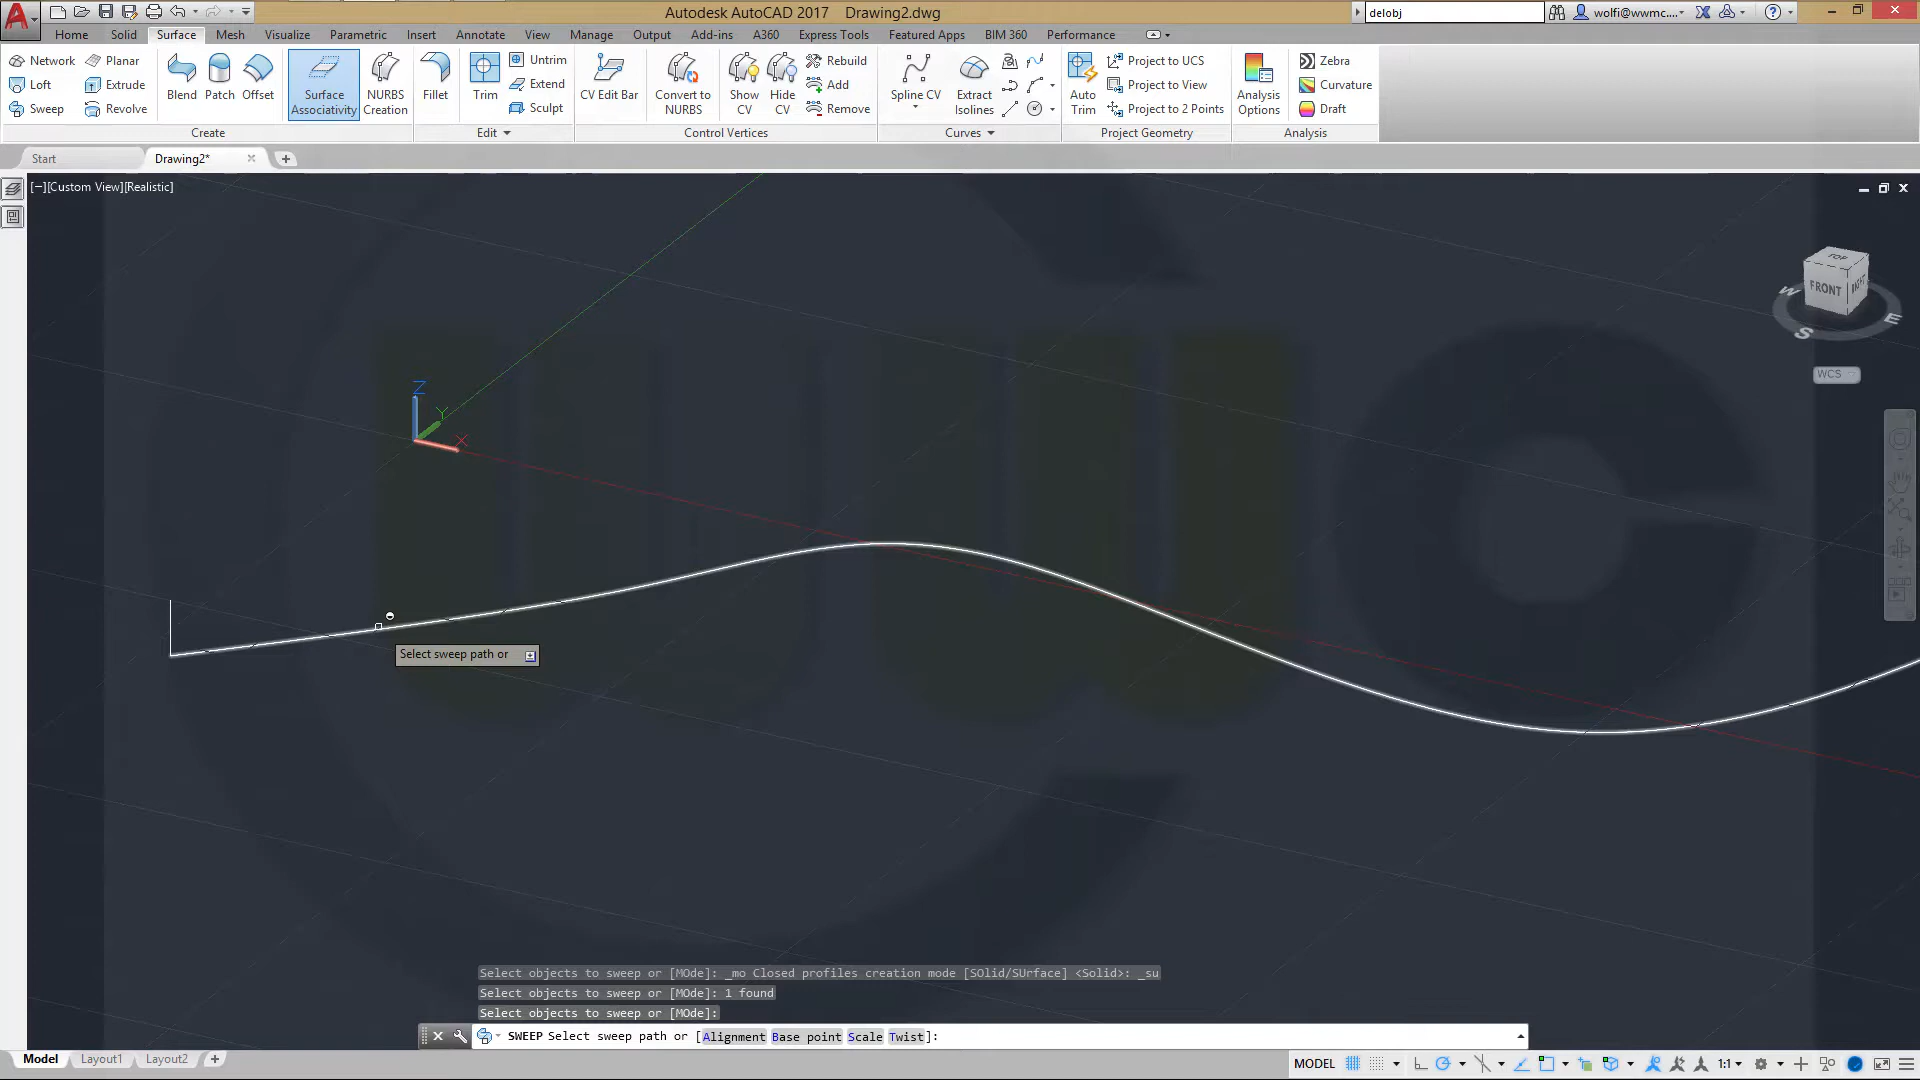 Autodesk AutoCAD 2017 Drawing2.dwg
delobj
wolfi@wwmc....
Home Solid Surface Mesh Visualize Parametric Insert Annotate View Manage Output Add-ins A360 Express Tools Featured Apps BIM 360 Performance
Network Planar
Loft Extrude
Sweep Revolve
Blend Patch Offset
Surface Associativity
NURBS Creation
Fillet
Trim
Untrim
Extend
Sculpt
CV Edit Bar
Convert to NURBS
Show CV
Hide CV
Rebuild
Add
Remove
Spline CV
Extract Isolines
Auto Trim
Project to UCS
Project to View
Project to 2 Points
Analysis Options
Zebra
Curvature
Draft
Create Edit Control Vertices Curves Project Geometry Analysis
Start Drawing2*
[−][Custom View][Realistic]
TOP
FRONT
W
S
E
WCS
Z
Y
X
Select sweep path or
Select objects to sweep or [MOde]: _mo Closed profiles creation mode [SOlid/SUrface] <Solid>: _su
Select objects to sweep or [MOde]: 1 found
Select objects to sweep or [MOde]:
SWEEP Select sweep path or [Alignment Base point Scale Twist]:
Model Layout1 Layout2
MODEL 1:1